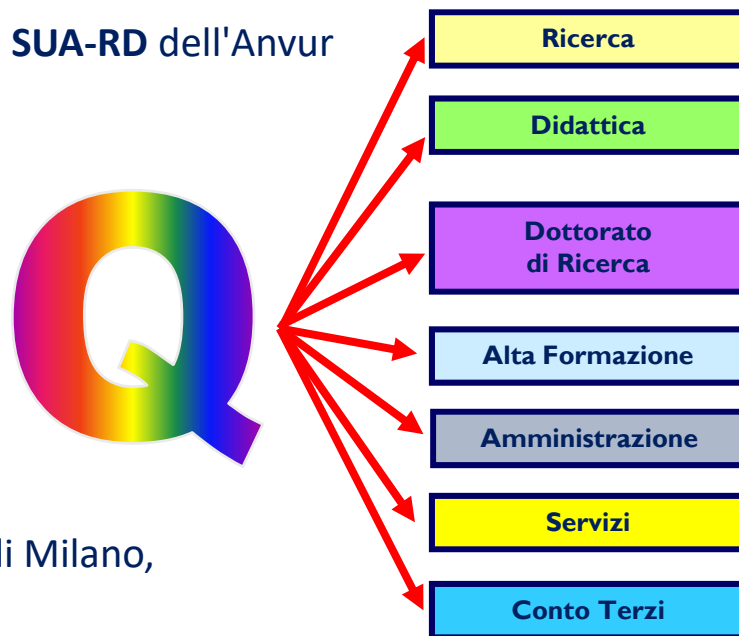 SUA-RD dell'Anvur
Ricerca
Didattica
Dottorato
di Ricerca
Q
Alta Formazione
Amministrazione
Servizi
di Milano,
Conto Terzi